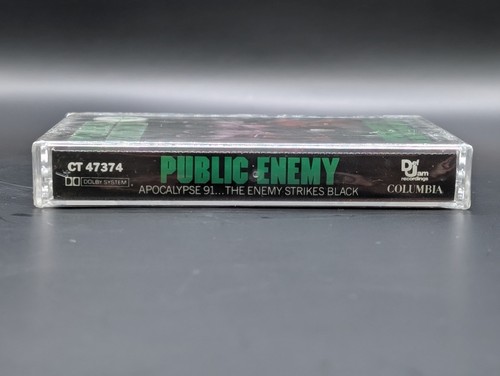 CT 47374
DOLBY SYSTEM
PUBLIC ENEMY
APOCALYPSE 91...THE ENEMY STRIKES BLACK
Def Jam
recordings
COLUMBIA